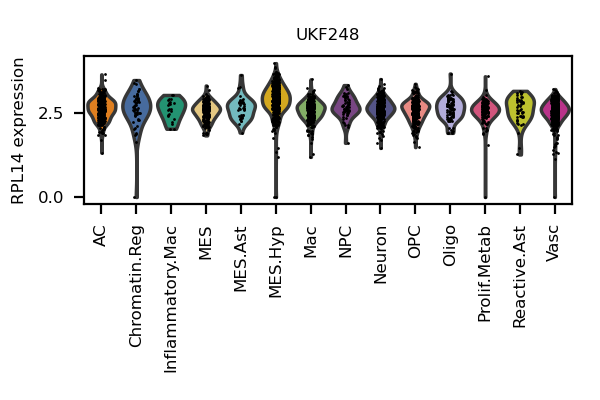 UKF248
RPL14 expression
2.5
0.0
AC
Chromatin.Reg
Inflammatory.Mac
MES
MES.Ast
MES.Hyp
Mac
NPC
Neuron
OPC
Oligo
Prolif.Metab
Reactive.Ast
Vasc